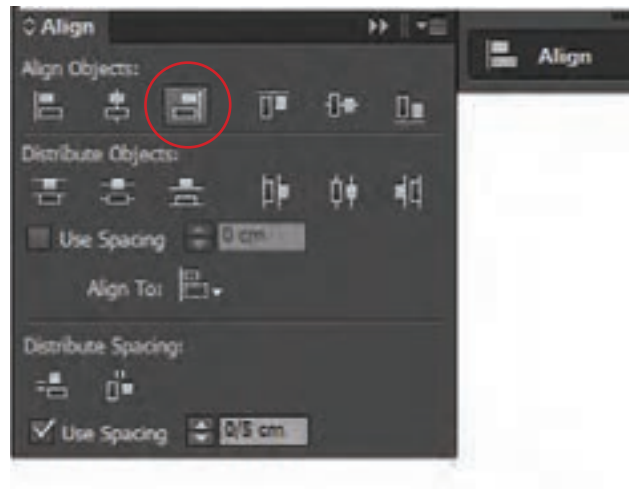 Align
Align
Align Objects:
Distribute Objects:
Use Spacing 0 cm
Align To:
Distribute Spacing:
Use Spacing 0/5 cm